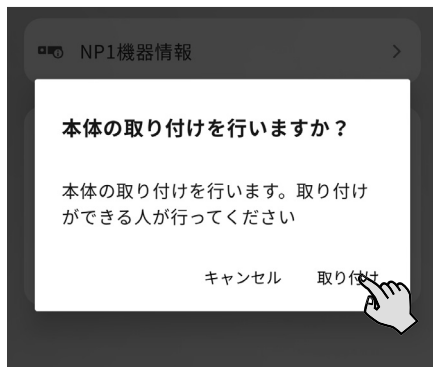 NP1機器情報
本体の取り付けを行いますか？
本体の取り付けを行います。取り付け
ができる人が行ってください
キャンセル
取り付け